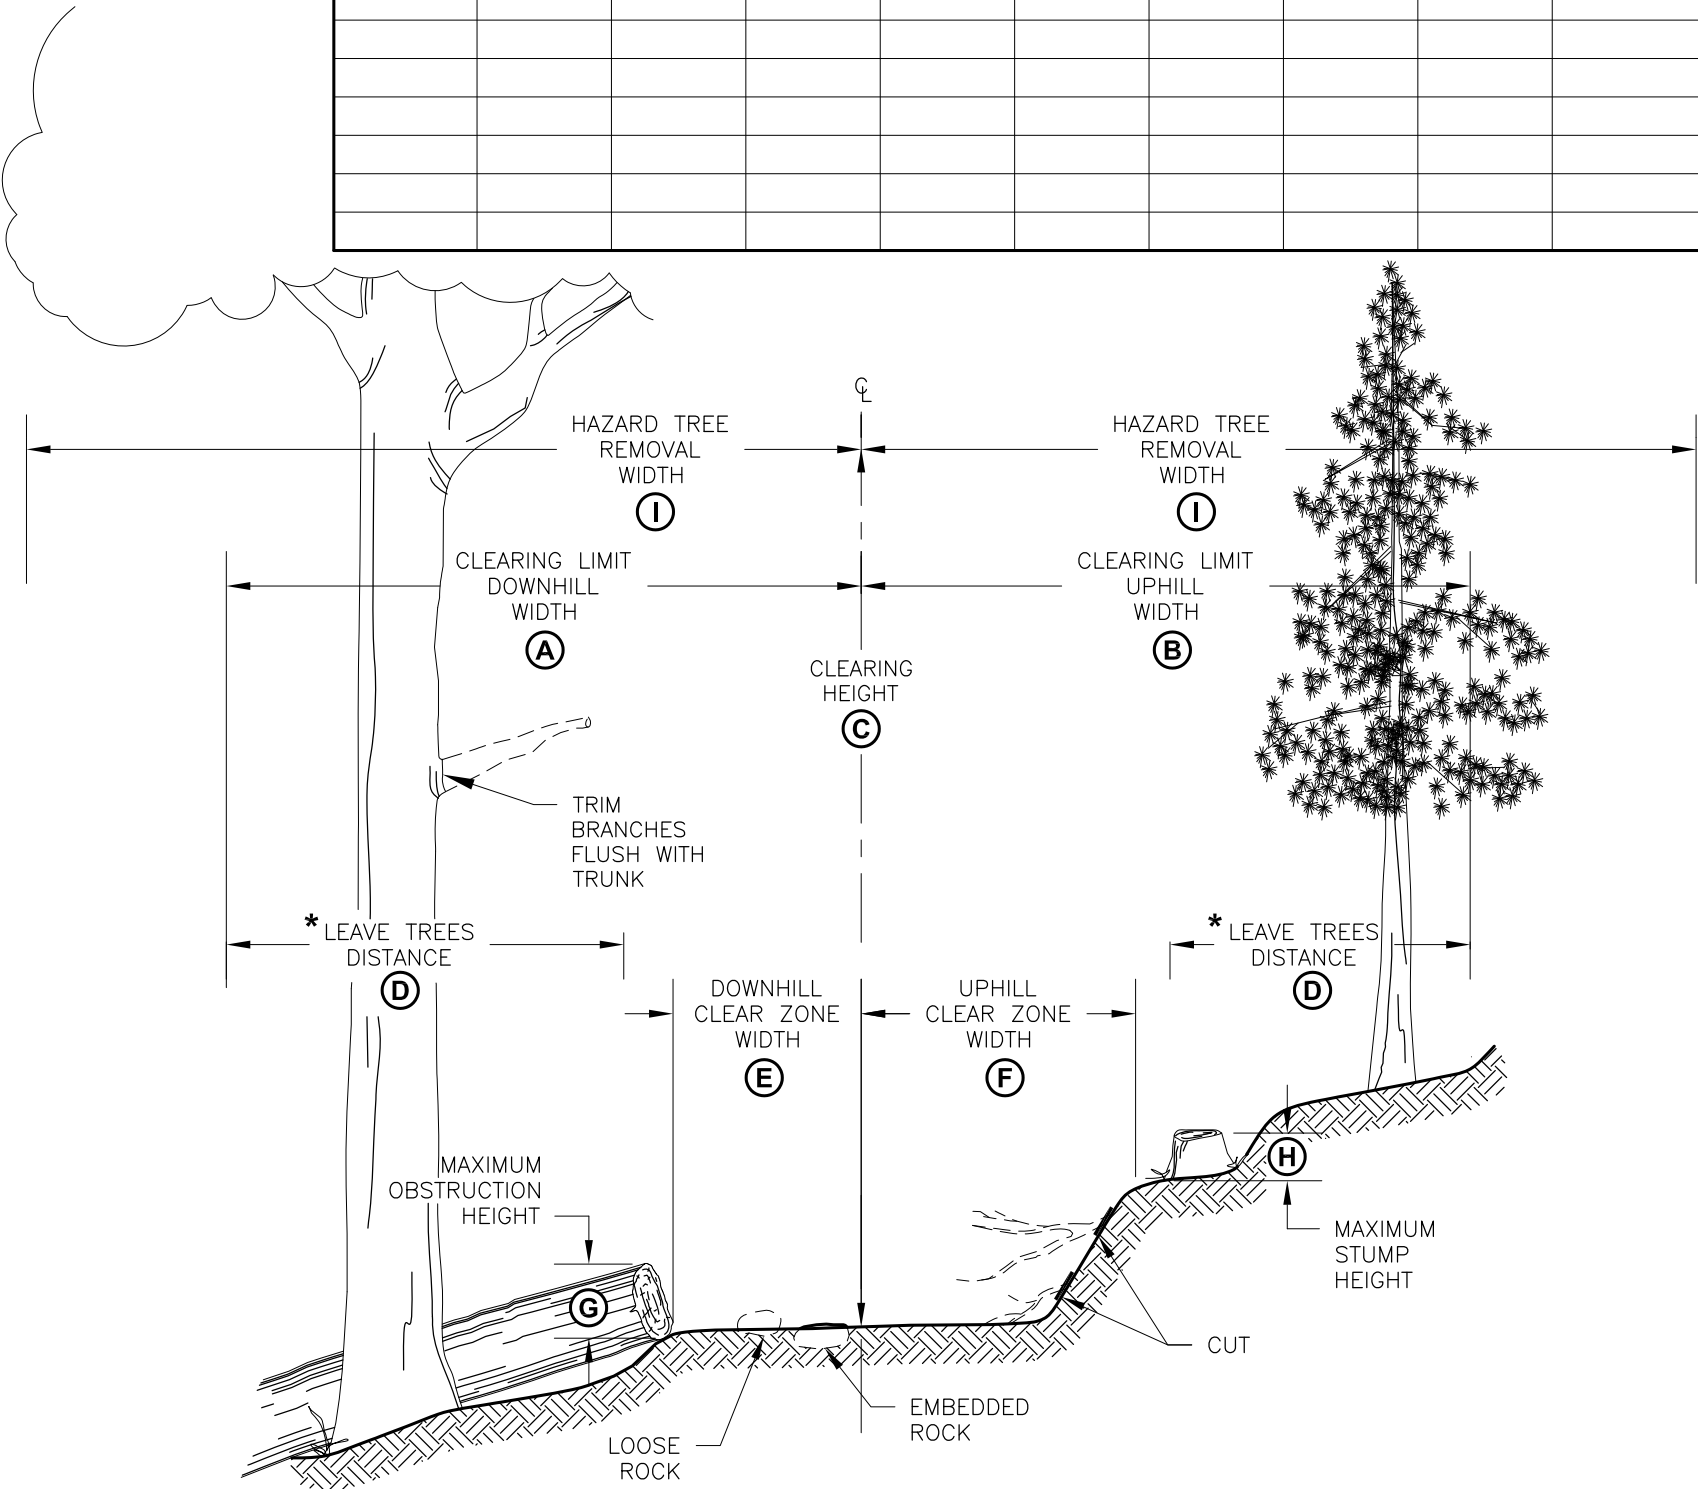 ℄
HAZARD TREE
REMOVAL
WIDTH
I
HAZARD TREE
REMOVAL
WIDTH
I
CLEARING LIMIT
DOWNHILL
WIDTH
A
CLEARING LIMIT
UPHILL
WIDTH
B
CLEARING
HEIGHT
C
TRIM
BRANCHES
FLUSH WITH
TRUNK
* LEAVE TREES
DISTANCE
D
* LEAVE TREES
DISTANCE
D
DOWNHILL
CLEAR ZONE
WIDTH
E
UPHILL
CLEAR ZONE
WIDTH
F
MAXIMUM
OBSTRUCTION
HEIGHT
G
H
MAXIMUM
STUMP
HEIGHT
CUT
EMBEDDED
ROCK
LOOSE
ROCK